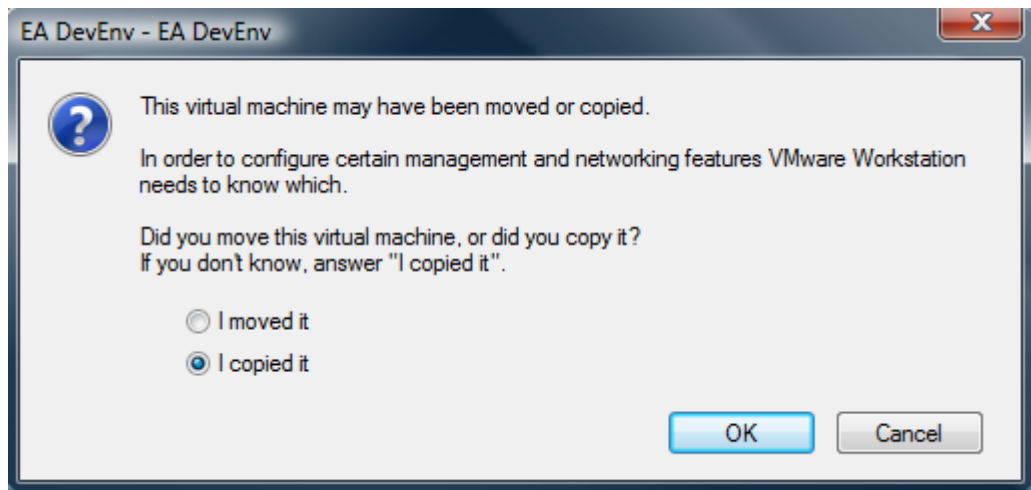 EA DevEnv - EA DevEnv
This virtual machine may have been moved or copied.
In order to configure certain management and networking features VMware Workstation
needs to know which.
Did you move this virtual machine, or did you copy it?
If you don't know, answer "I copied it".
I moved it
I copied it
OK Cancel